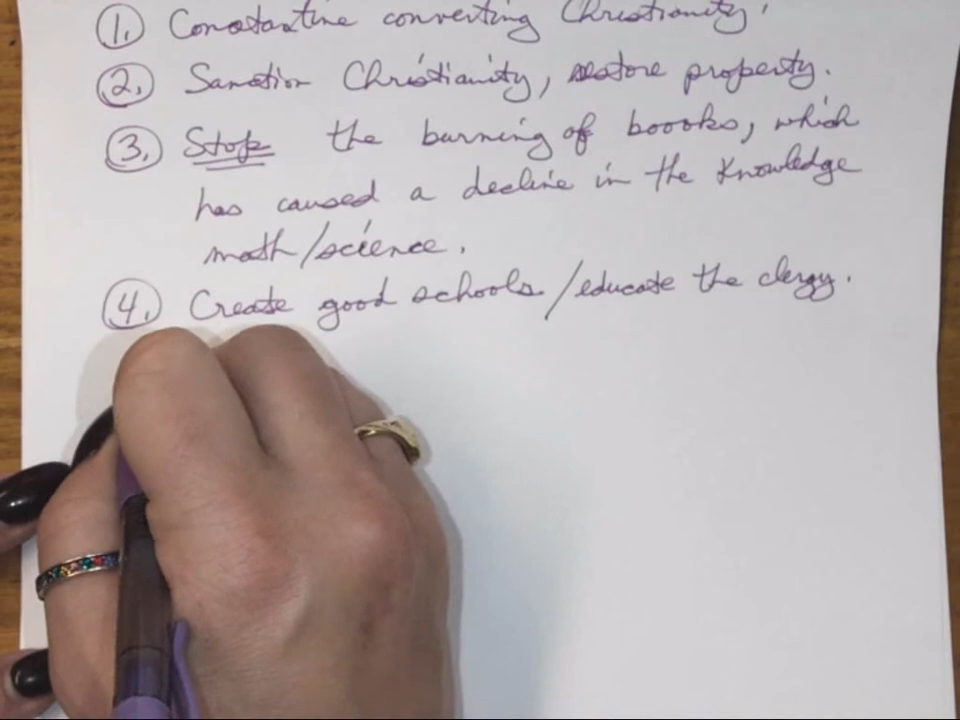 1. Constantine converting Christianity.
2. Sanction Christianity, restore property.
3. Stop the burning of boooks, which
has caused a decline in the knowledge
math/science.
4. Create good schools/educate the clergy.